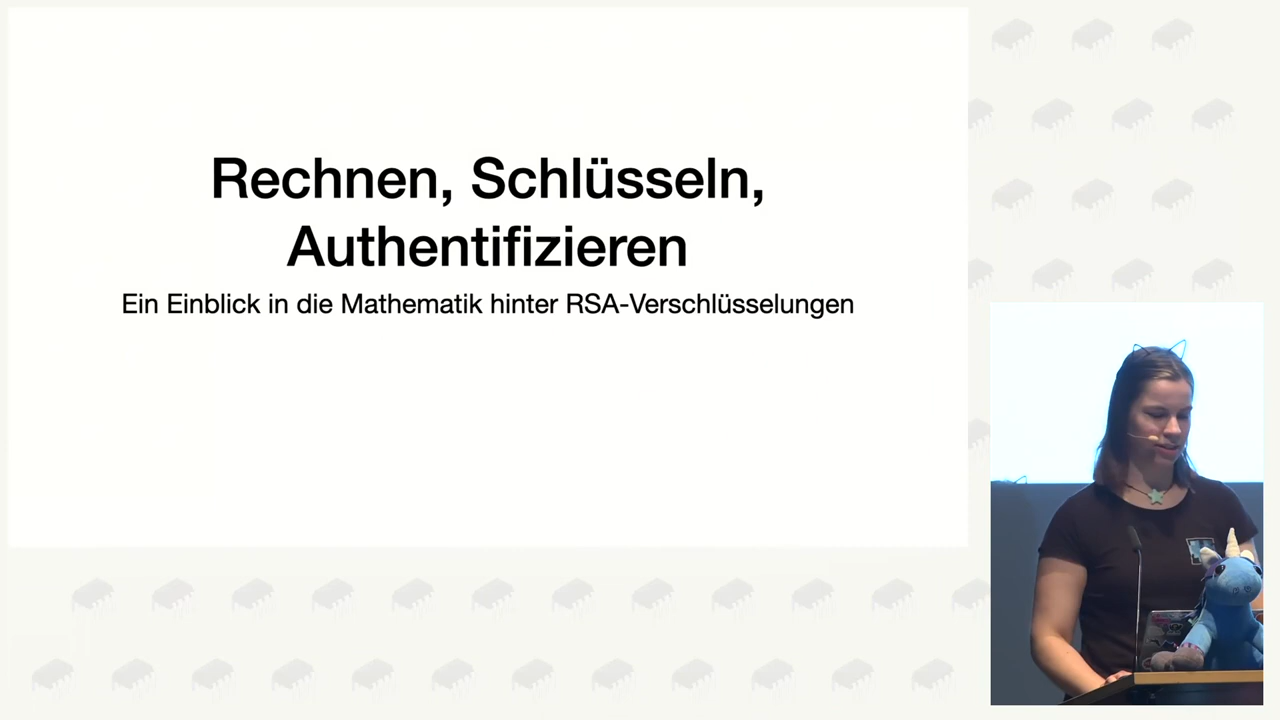 Rechnen, Schlüsseln,
Authentifizieren
Ein Einblick in die Mathematik hinter RSA-Verschlüsselungen